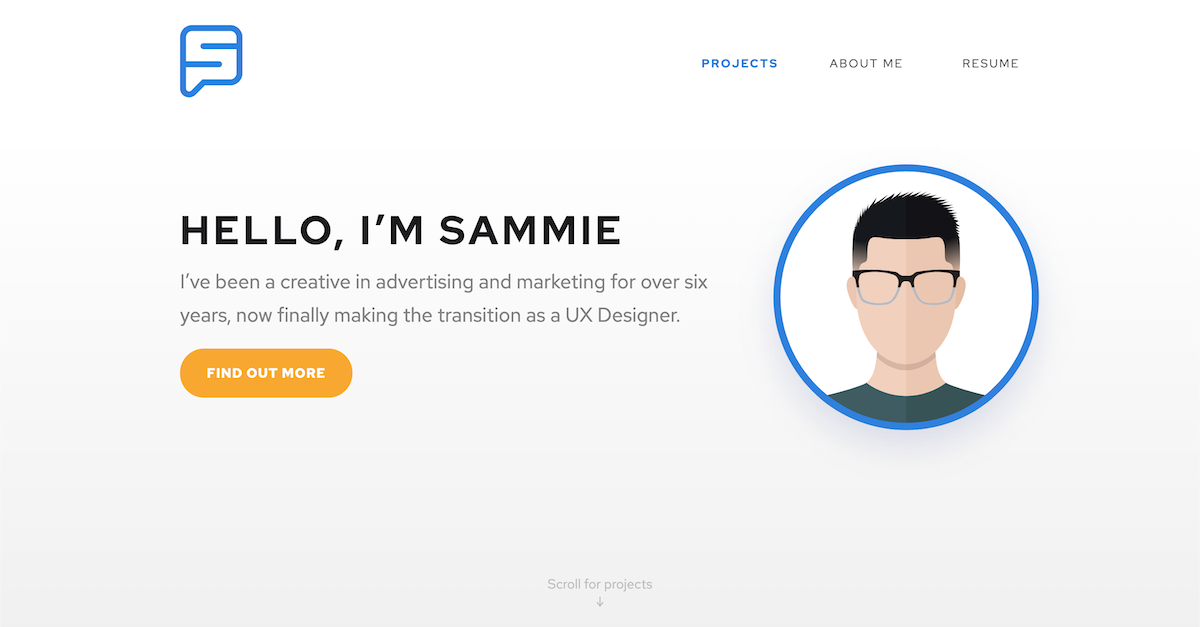 PROJECTS ABOUT ME RESUME
HELLO, I’M SAMMIE
I’ve been a creative in advertising and marketing for over six
years, now finally making the transition as a UX Designer.
FIND OUT MORE
Scroll for projects